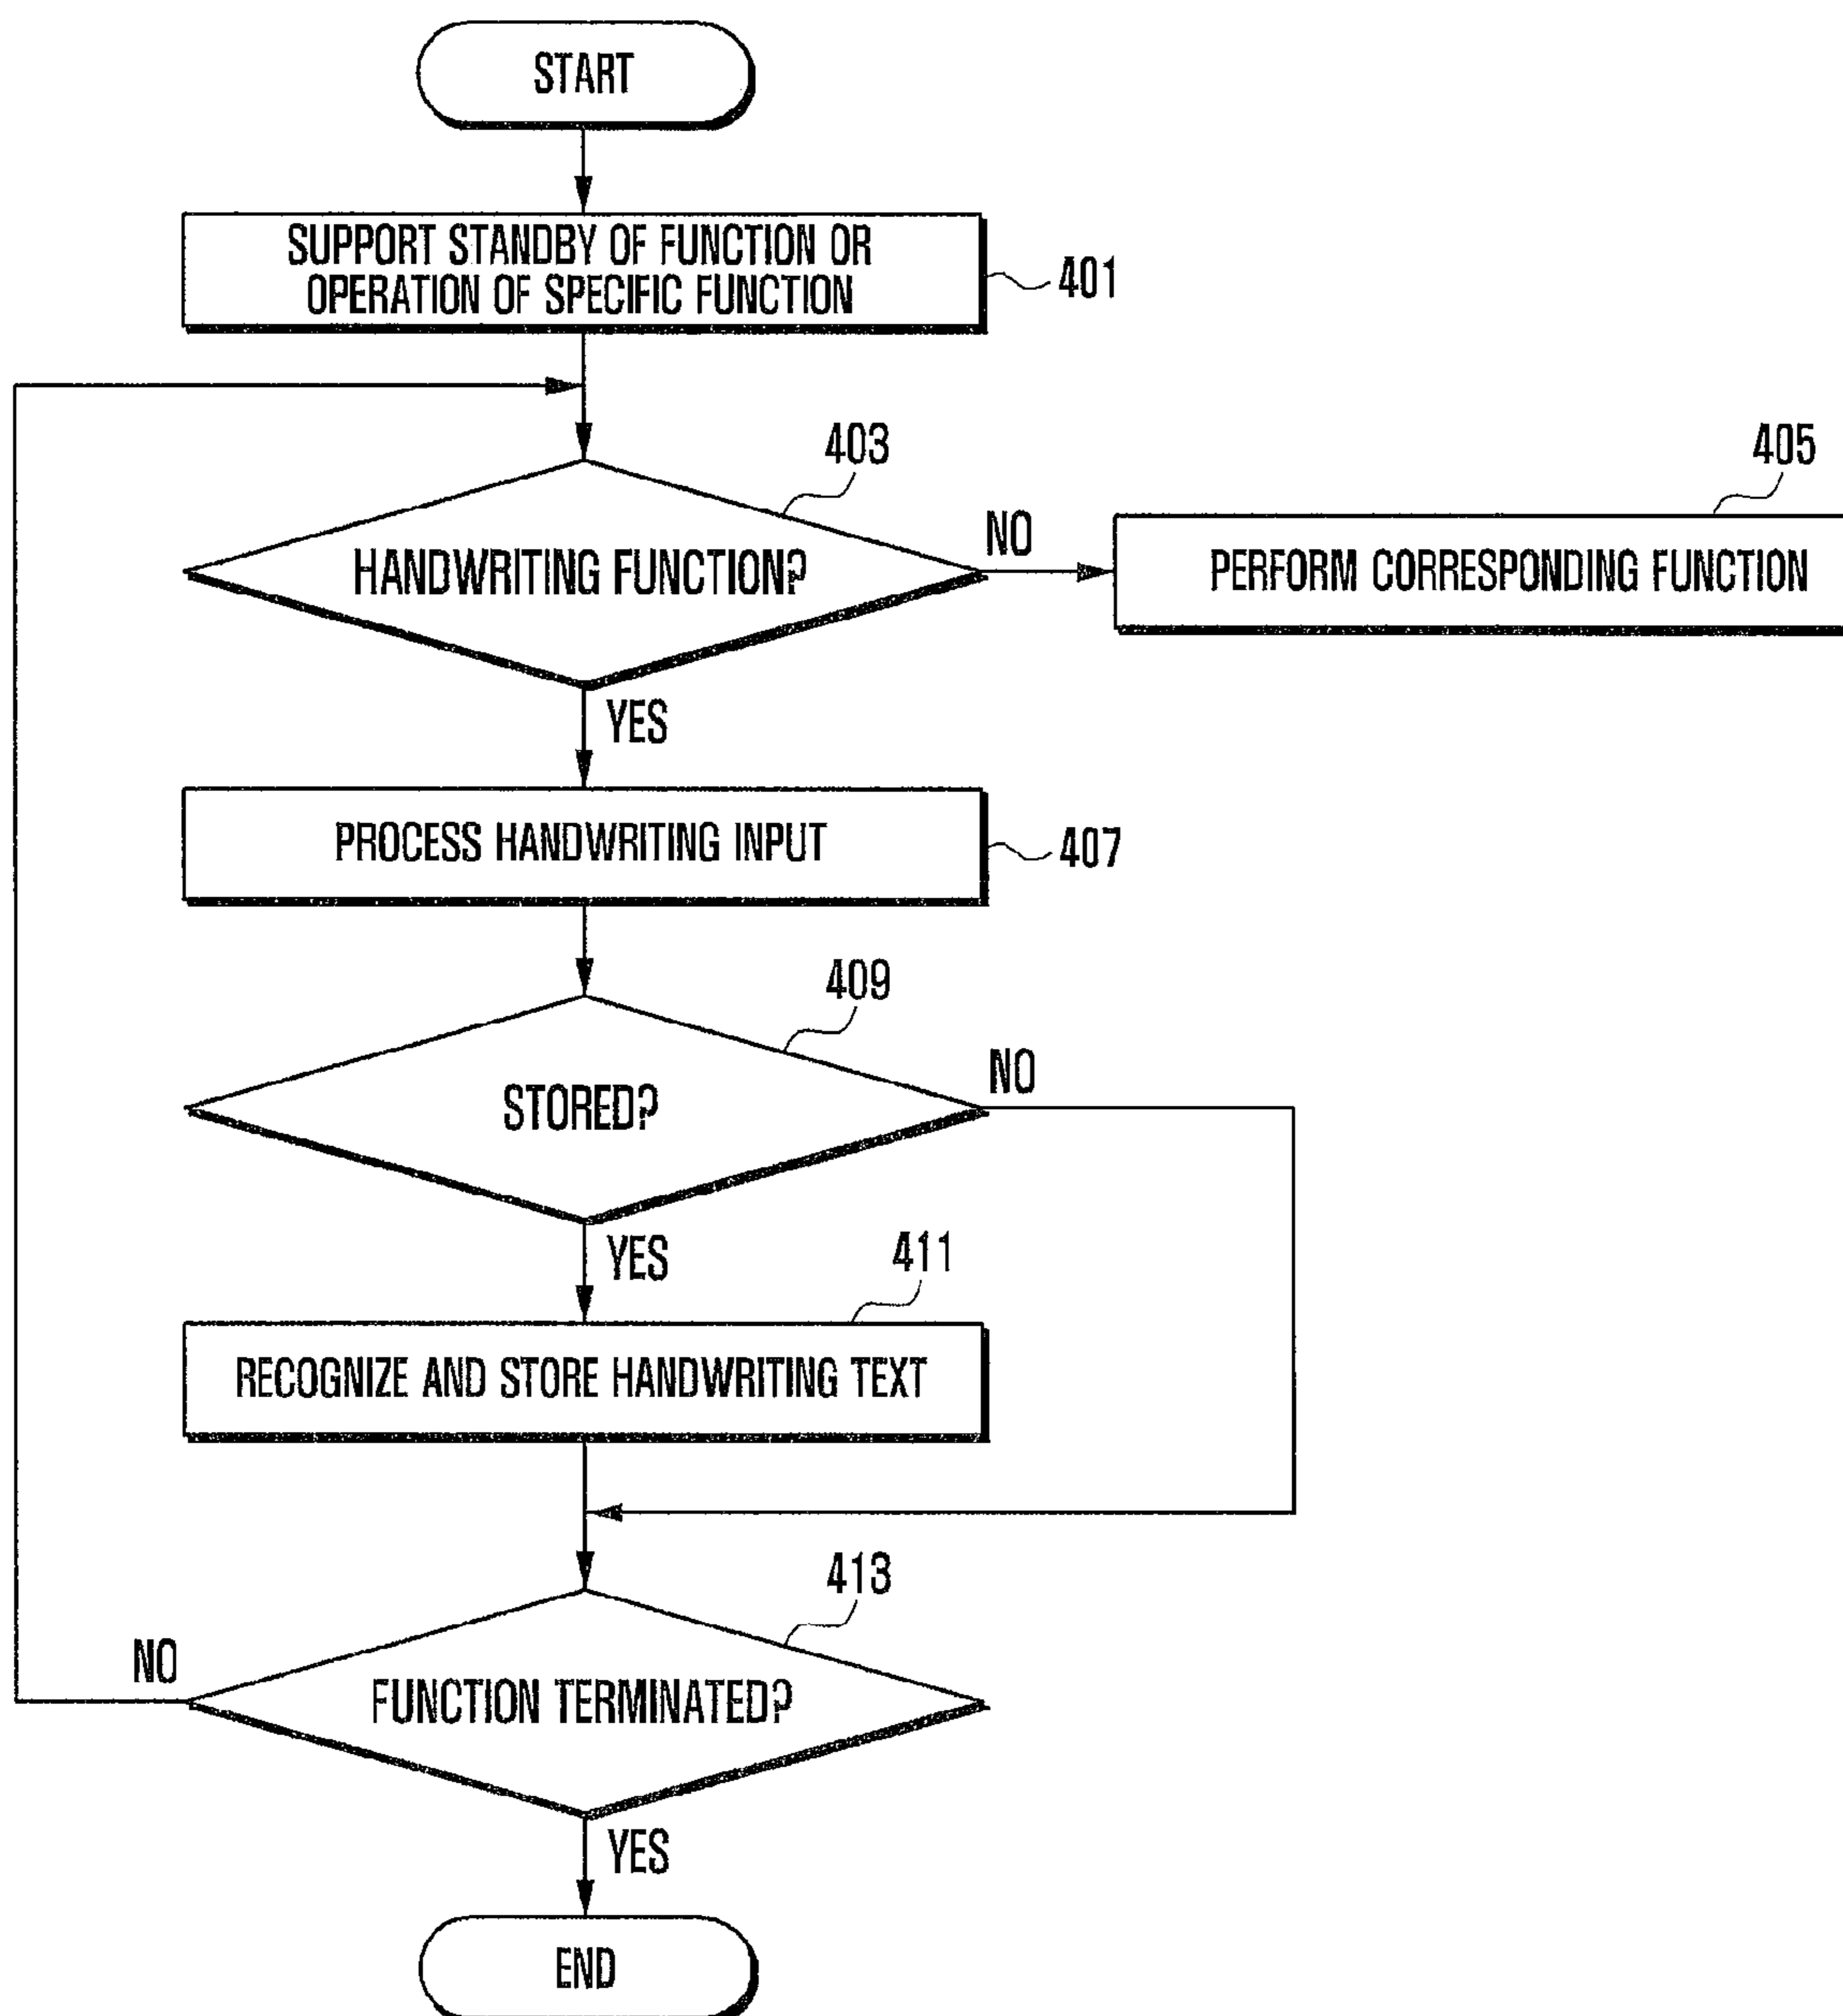 START
SUPPORT STANDBY OF FUNCTION OR
OPERATION OF SPECIFIC FUNCTION
401
403
405
HANDWRITING FUNCTION?
NO
PERFORM CORRESPONDING FUNCTION
YES
PROCESS HANDWRITING INPUT
407
409
STORED?
NO
YES
411
RECOGNIZE AND STORE HANDWRITING TEXT
413
NO
FUNCTION TERMINATED?
YES
END